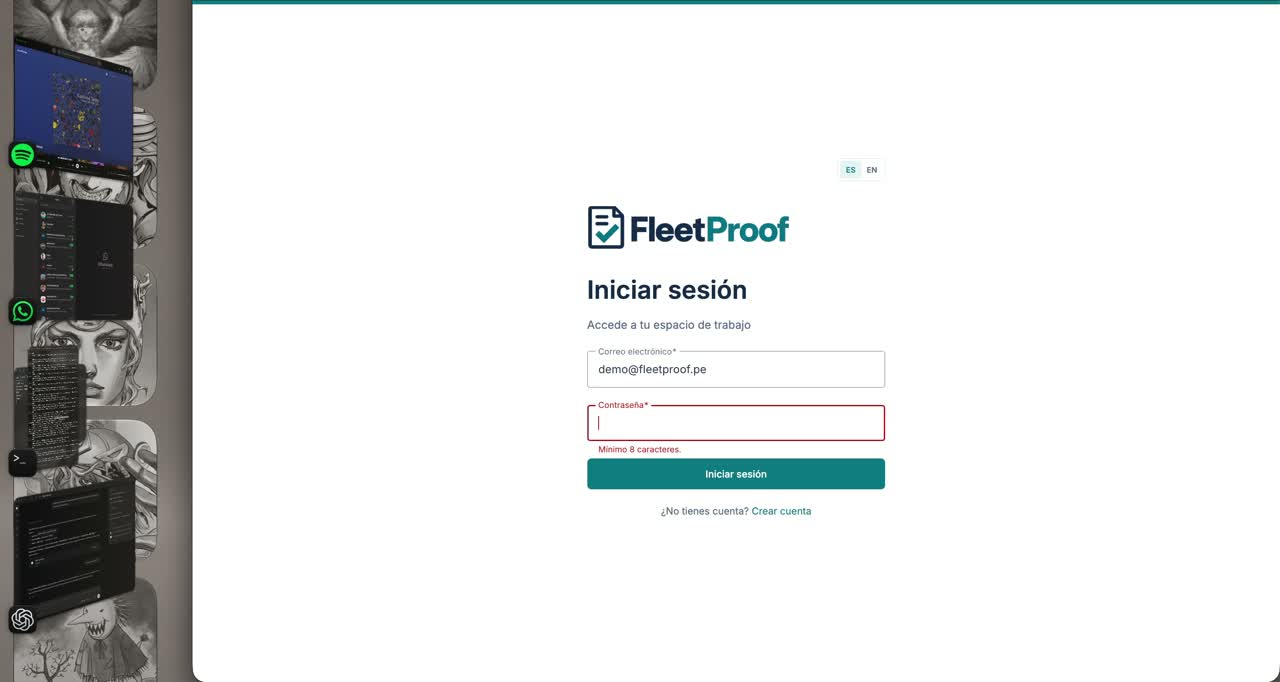 ES EN
FleetProof
Iniciar sesión
Accede a tu espacio de trabajo
Correo electrónico*
demo@fleetproof.pe
Contraseña*
Mínimo 8 caracteres.
Iniciar sesión
¿No tienes cuenta? Crear cuenta